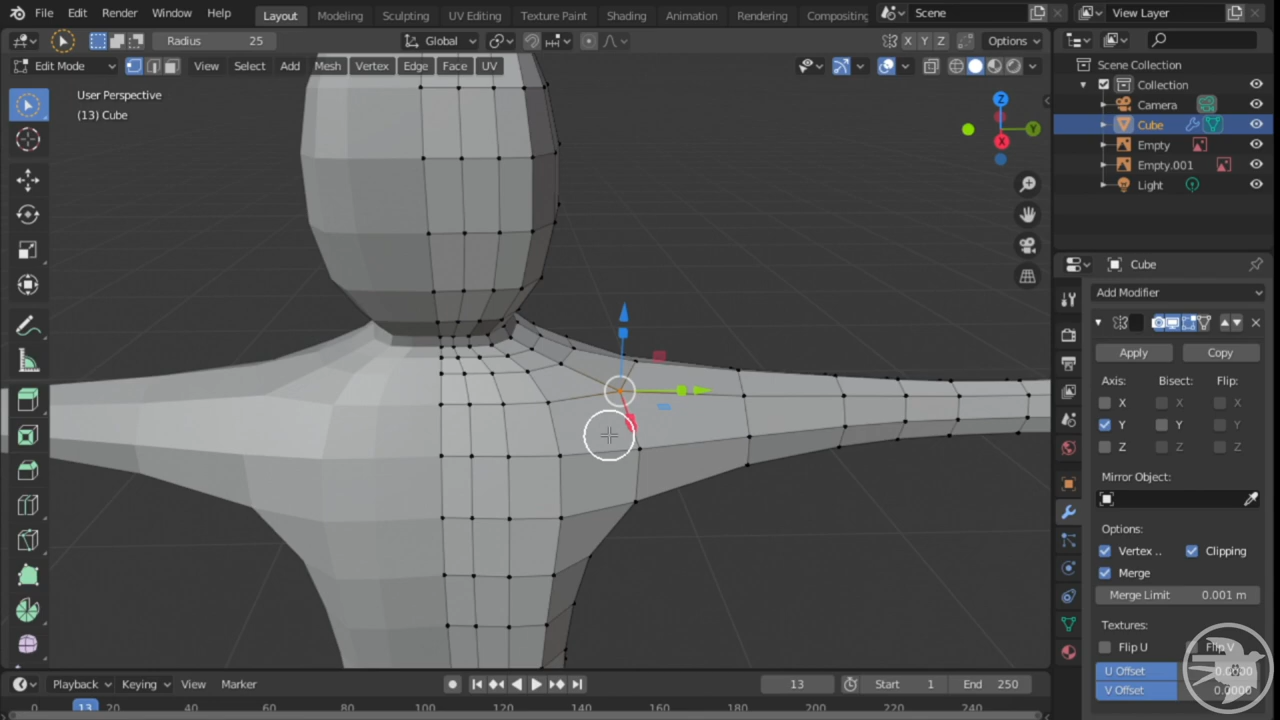 File Edit Render Window Help Layout Modeling Sculpting UV Editing Texture Paint Shading Animation Rendering Compositing Scene View Layer
Radius 25 Global X Y Z Options
Edit Mode View Select Add Mesh Vertex Edge Face UV
User Perspective
(13) Cube
Z
Y
X
Scene Collection
Collection
Camera
Cube
Empty
Empty.001
Light
Cube
Add Modifier
Apply Copy
Axis: Bisect: Flip:
X X X
Y Y Y
Z Z Z
Mirror Object:
Options:
Vertex .. Clipping
Merge
Merge Limit 0.001 m
Textures:
Flip U Flip V
U Offset 0.0000
V Offset 0.0000
Playback Keying View Marker 13 Start 1 End 250
0 13 20 40 60 80 100 120 140 160 180 200 220 240